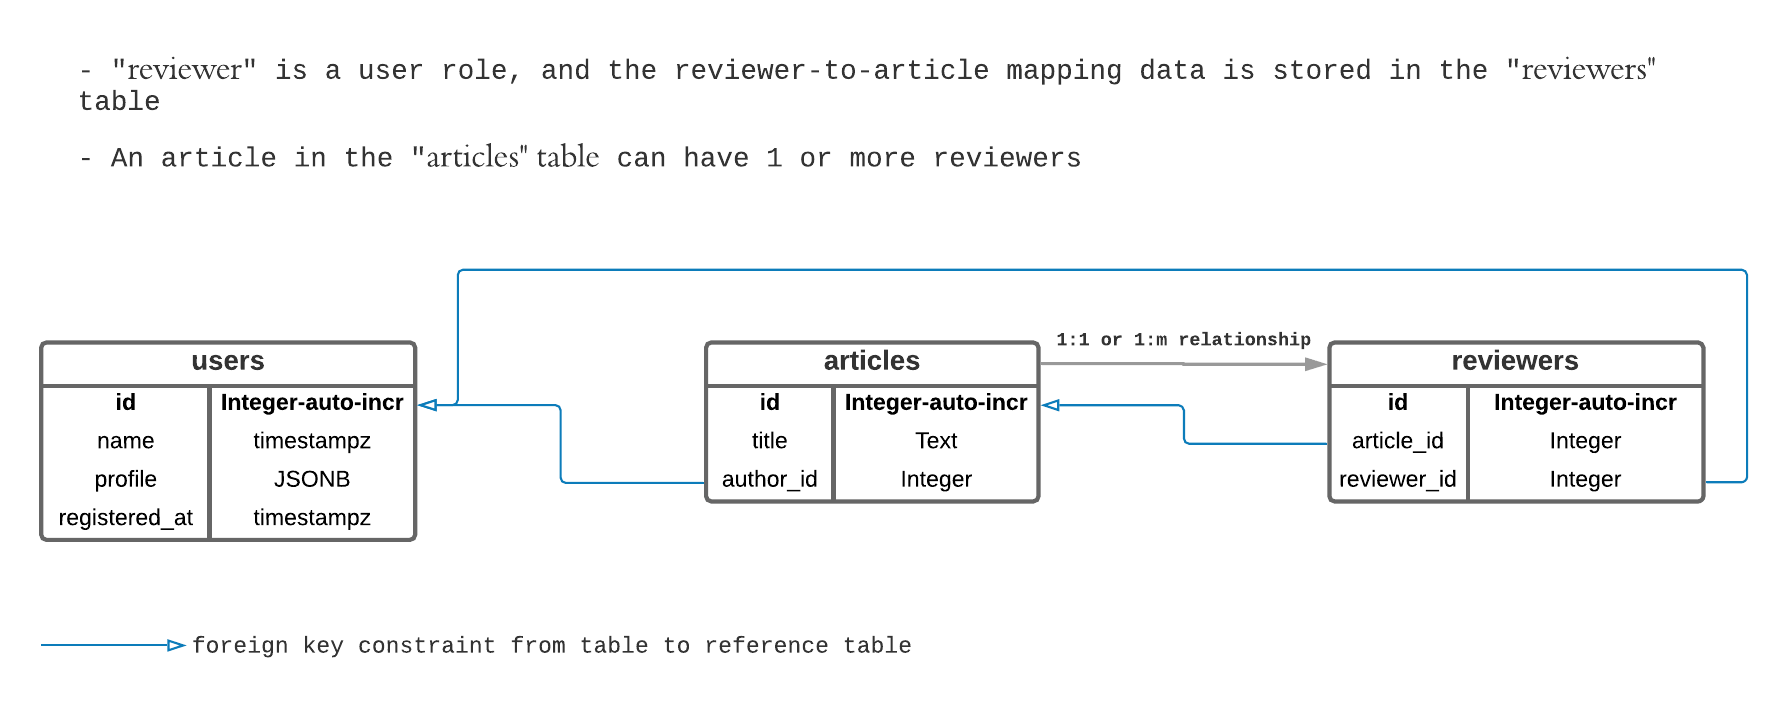 - "reviewer" is a user role, and the reviewer-to-article mapping data is stored in the "reviewers"
table
- An article in the "articles" table can have 1 or more reviewers
1:1 or 1:m relationship
users
id Integer-auto-incr
name timestampz
profile JSONB
registered_at timestampz
articles
id Integer-auto-incr
title Text
author_id Integer
reviewers
id Integer-auto-incr
article_id Integer
reviewer_id Integer
foreign key constraint from table to reference table